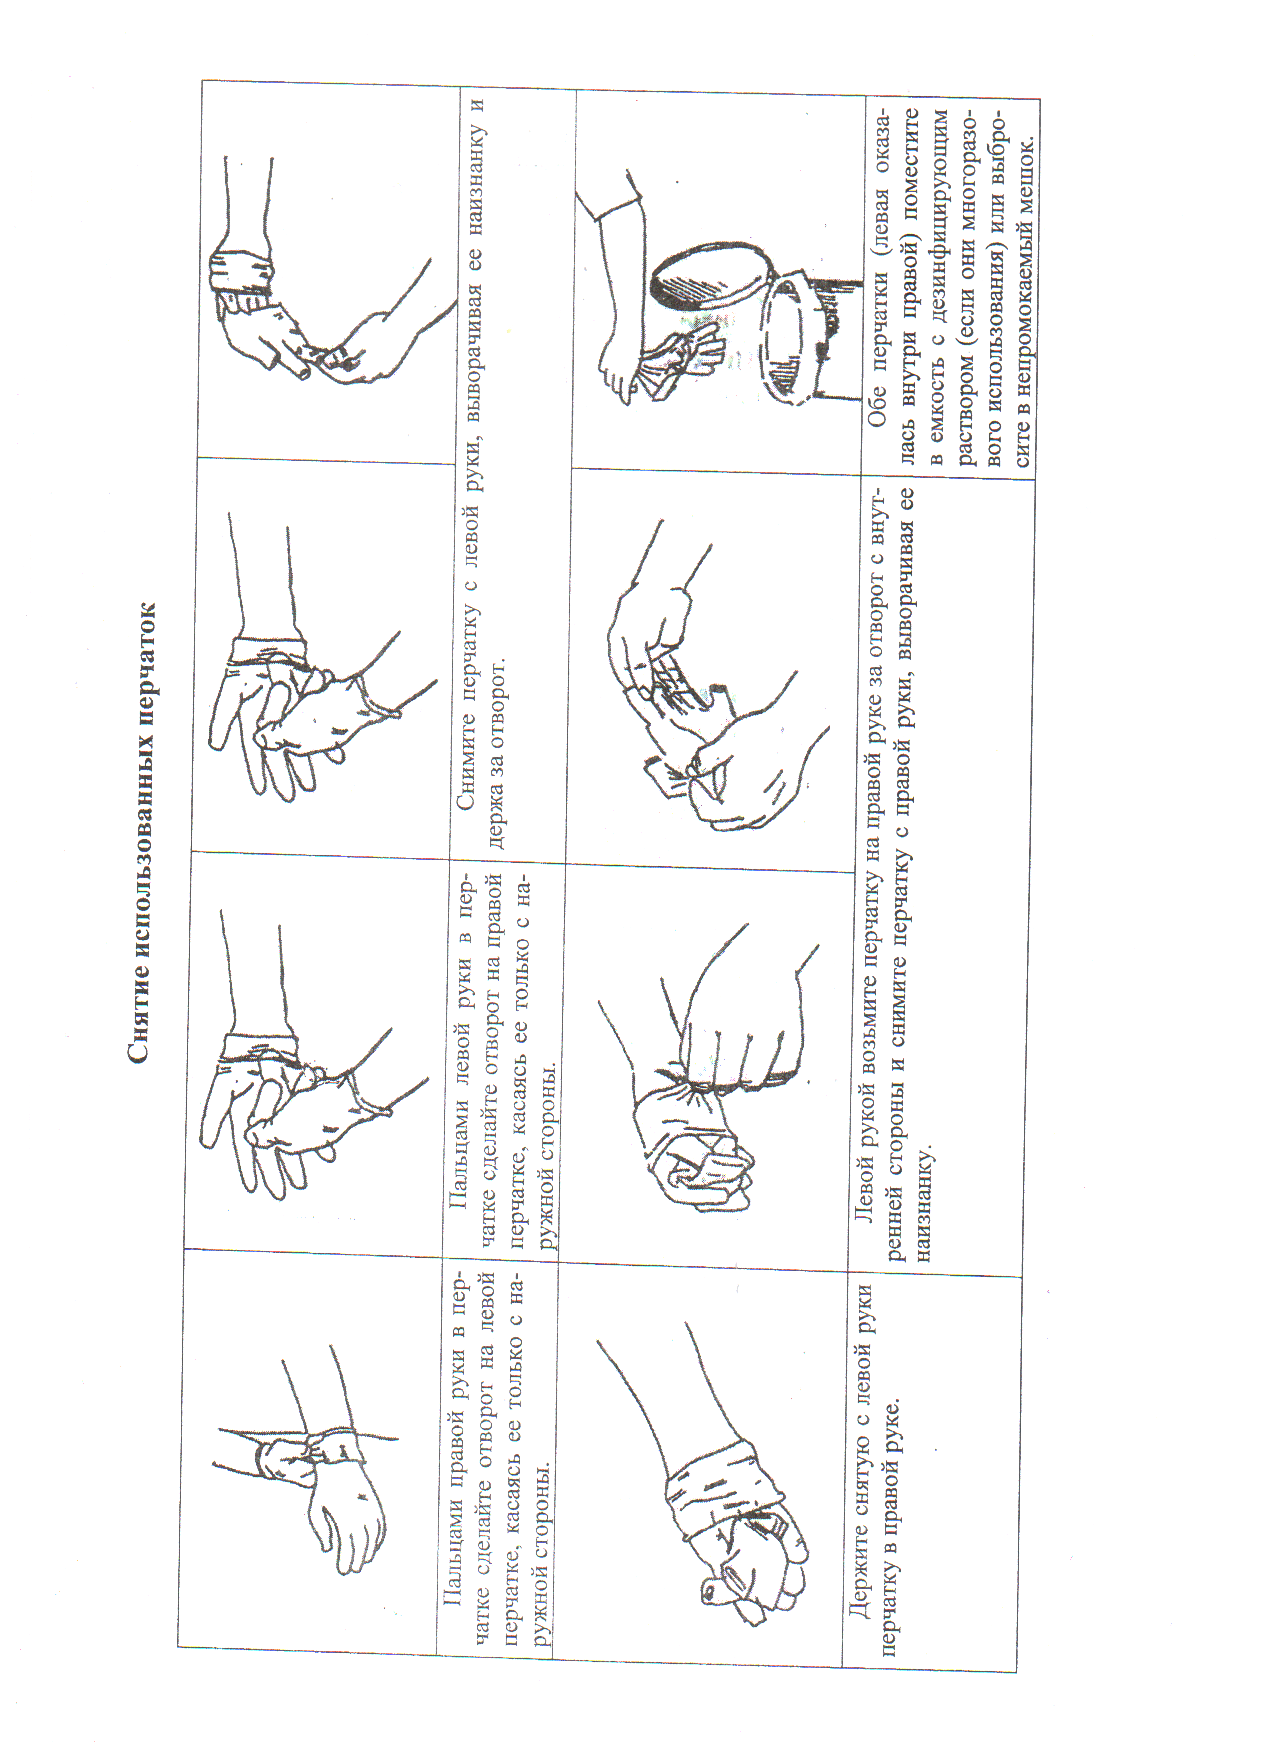 Снятие использованных перчаток
Пальцами правой руки в пер-
чатке сделайте отворот на левой
перчатке, касаясь ее только с на-
ружной стороны.
Пальцами левой руки в пер-
чатке сделайте отворот на правой
перчатке, касаясь ее только с на-
ружной стороны.
Снимите перчатку с левой руки, выворачивая ее наизнанку и
держа за отворот.
Держите снятую с левой руки
перчатку в правой руке.
Левой рукой возьмите перчатку на правой руке за отворот с внут-
ренней стороны и снимите перчатку с правой руки, выворачивая ее
наизнанку.
Обе перчатки (левая оказа-
лась внутри правой) поместите
в емкость с дезинфицирующим
раствором (если они многоразо-
вого использования) или выбро-
сите в непромокаемый мешок.